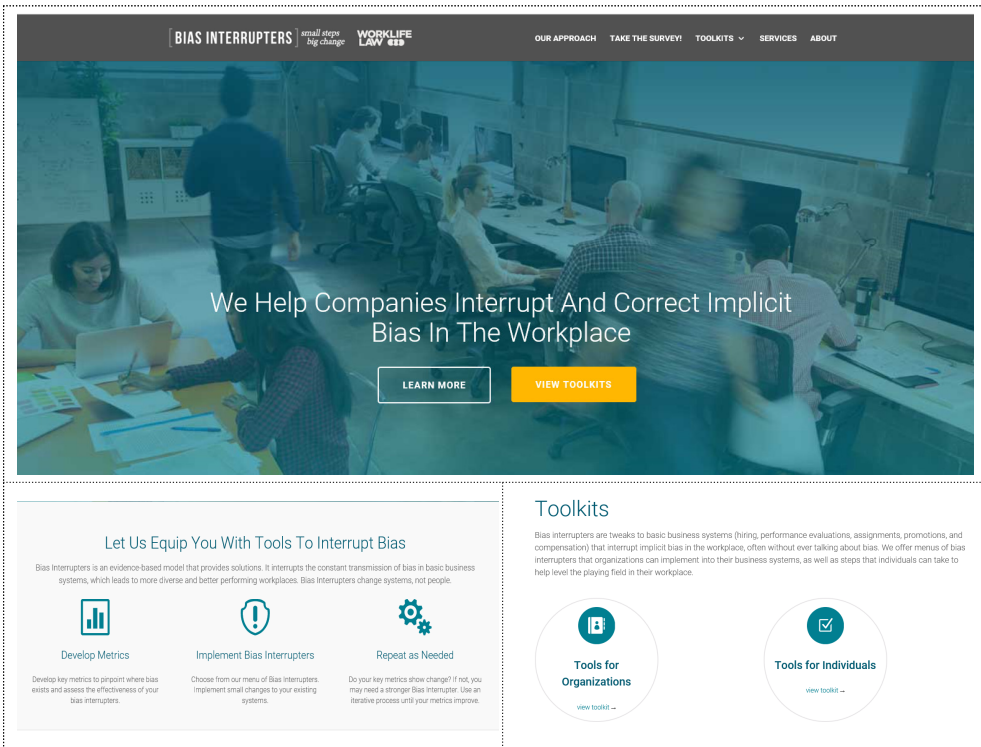 [BIAS INTERRUPTERS] small steps
big change
WORKLIFE
LAW
OUR APPROACH TAKE THE SURVEY! TOOLKITS SERVICES ABOUT
We Help Companies Interrupt And Correct Implicit
Bias In The Workplace
LEARN MORE VIEW TOOLKITS
Let Us Equip You With Tools To Interrupt Bias
Bias Interrupters is an evidence-based model that provides solutions. It interrupts the constant transmission of bias in basic business
systems, which leads to more diverse and better performing workplaces. Bias Interrupters change systems, not people.
Develop Metrics
Develop key metrics to pinpoint where bias
exists and assess the effectiveness of your
bias interrupters.
Implement Bias Interrupters
Choose from our menu of Bias Interrupters.
Implement small changes to your existing
systems.
Repeat as Needed
Do your key metrics show change? If not, you
may need a stronger Bias Interrupter. Use an
iterative process until your metrics improve.
Toolkits
Bias interrupters are tweaks to basic business systems (hiring, performance evaluations, assignments, promotions, and
compensation) that interrupt implicit bias in the workplace, often without ever talking about bias. We offer menus of bias
interrupters that organizations can implement into their business systems, as well as steps that individuals can take to
help level the playing field in their workplace.
Tools for
Organizations
view toolkit →
Tools for Individuals
view toolkit →